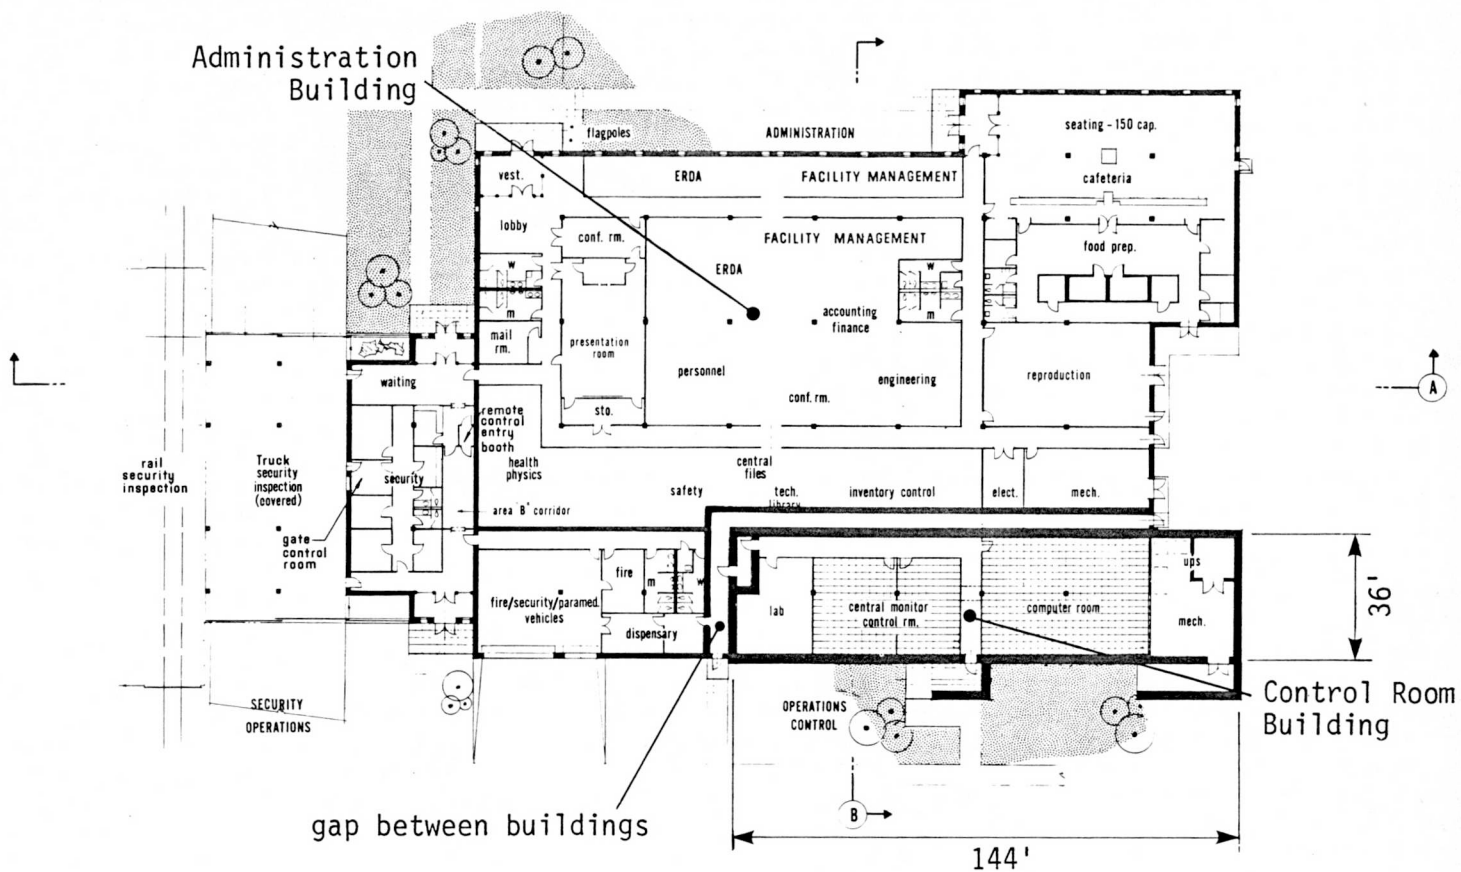 Administration
Building
flagpoles
ADMINISTRATION
seating - 150 cap.
vest.
ERDA
FACILITY MANAGEMENT
cafeteria
lobby
conf. rm.
FACILITY MANAGEMENT
food prep.
w
ERDA
w
m
accounting
finance
m
mail
rm.
presentation
room
personnel
engineering
reproduction
waiting
conf. rm.
A
sto.
remote
control
entry
booth
rail
security
inspection
Truck
security
inspection
(covered)
security
health
physics
central
files
safety
tech.
library
inventory control
elect.
mech.
area 'B' corridor
gate
control
room
fire
m
w
ups
fire/security/paramed.
vehicles
lab
central monitor
control rm.
computer room
mech.
36'
dispensary
SECURITY
OPERATIONS
OPERATIONS
CONTROL
Control Room
Building
B
gap between buildings
144'